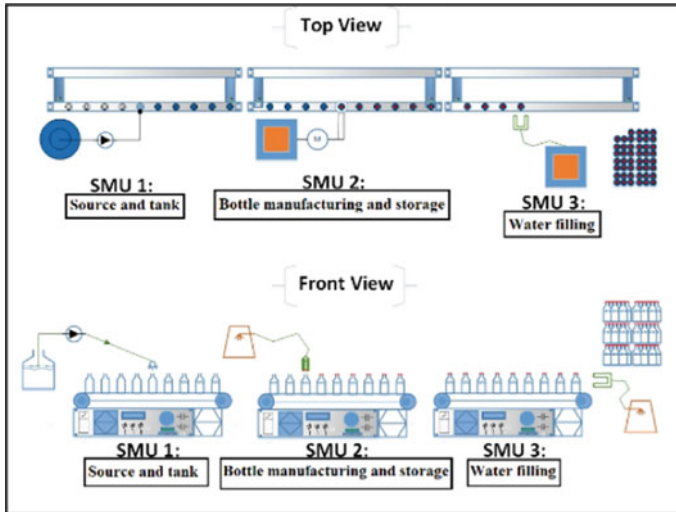 Top View
SMU 1:
Source and tank
M
SMU 2:
Bottle manufacturing and storage
SMU 3:
Water filling
Front View
SMU 1:
Source and tank
SMU 2:
Bottle manufacturing and storage
SMU 3:
Water filling